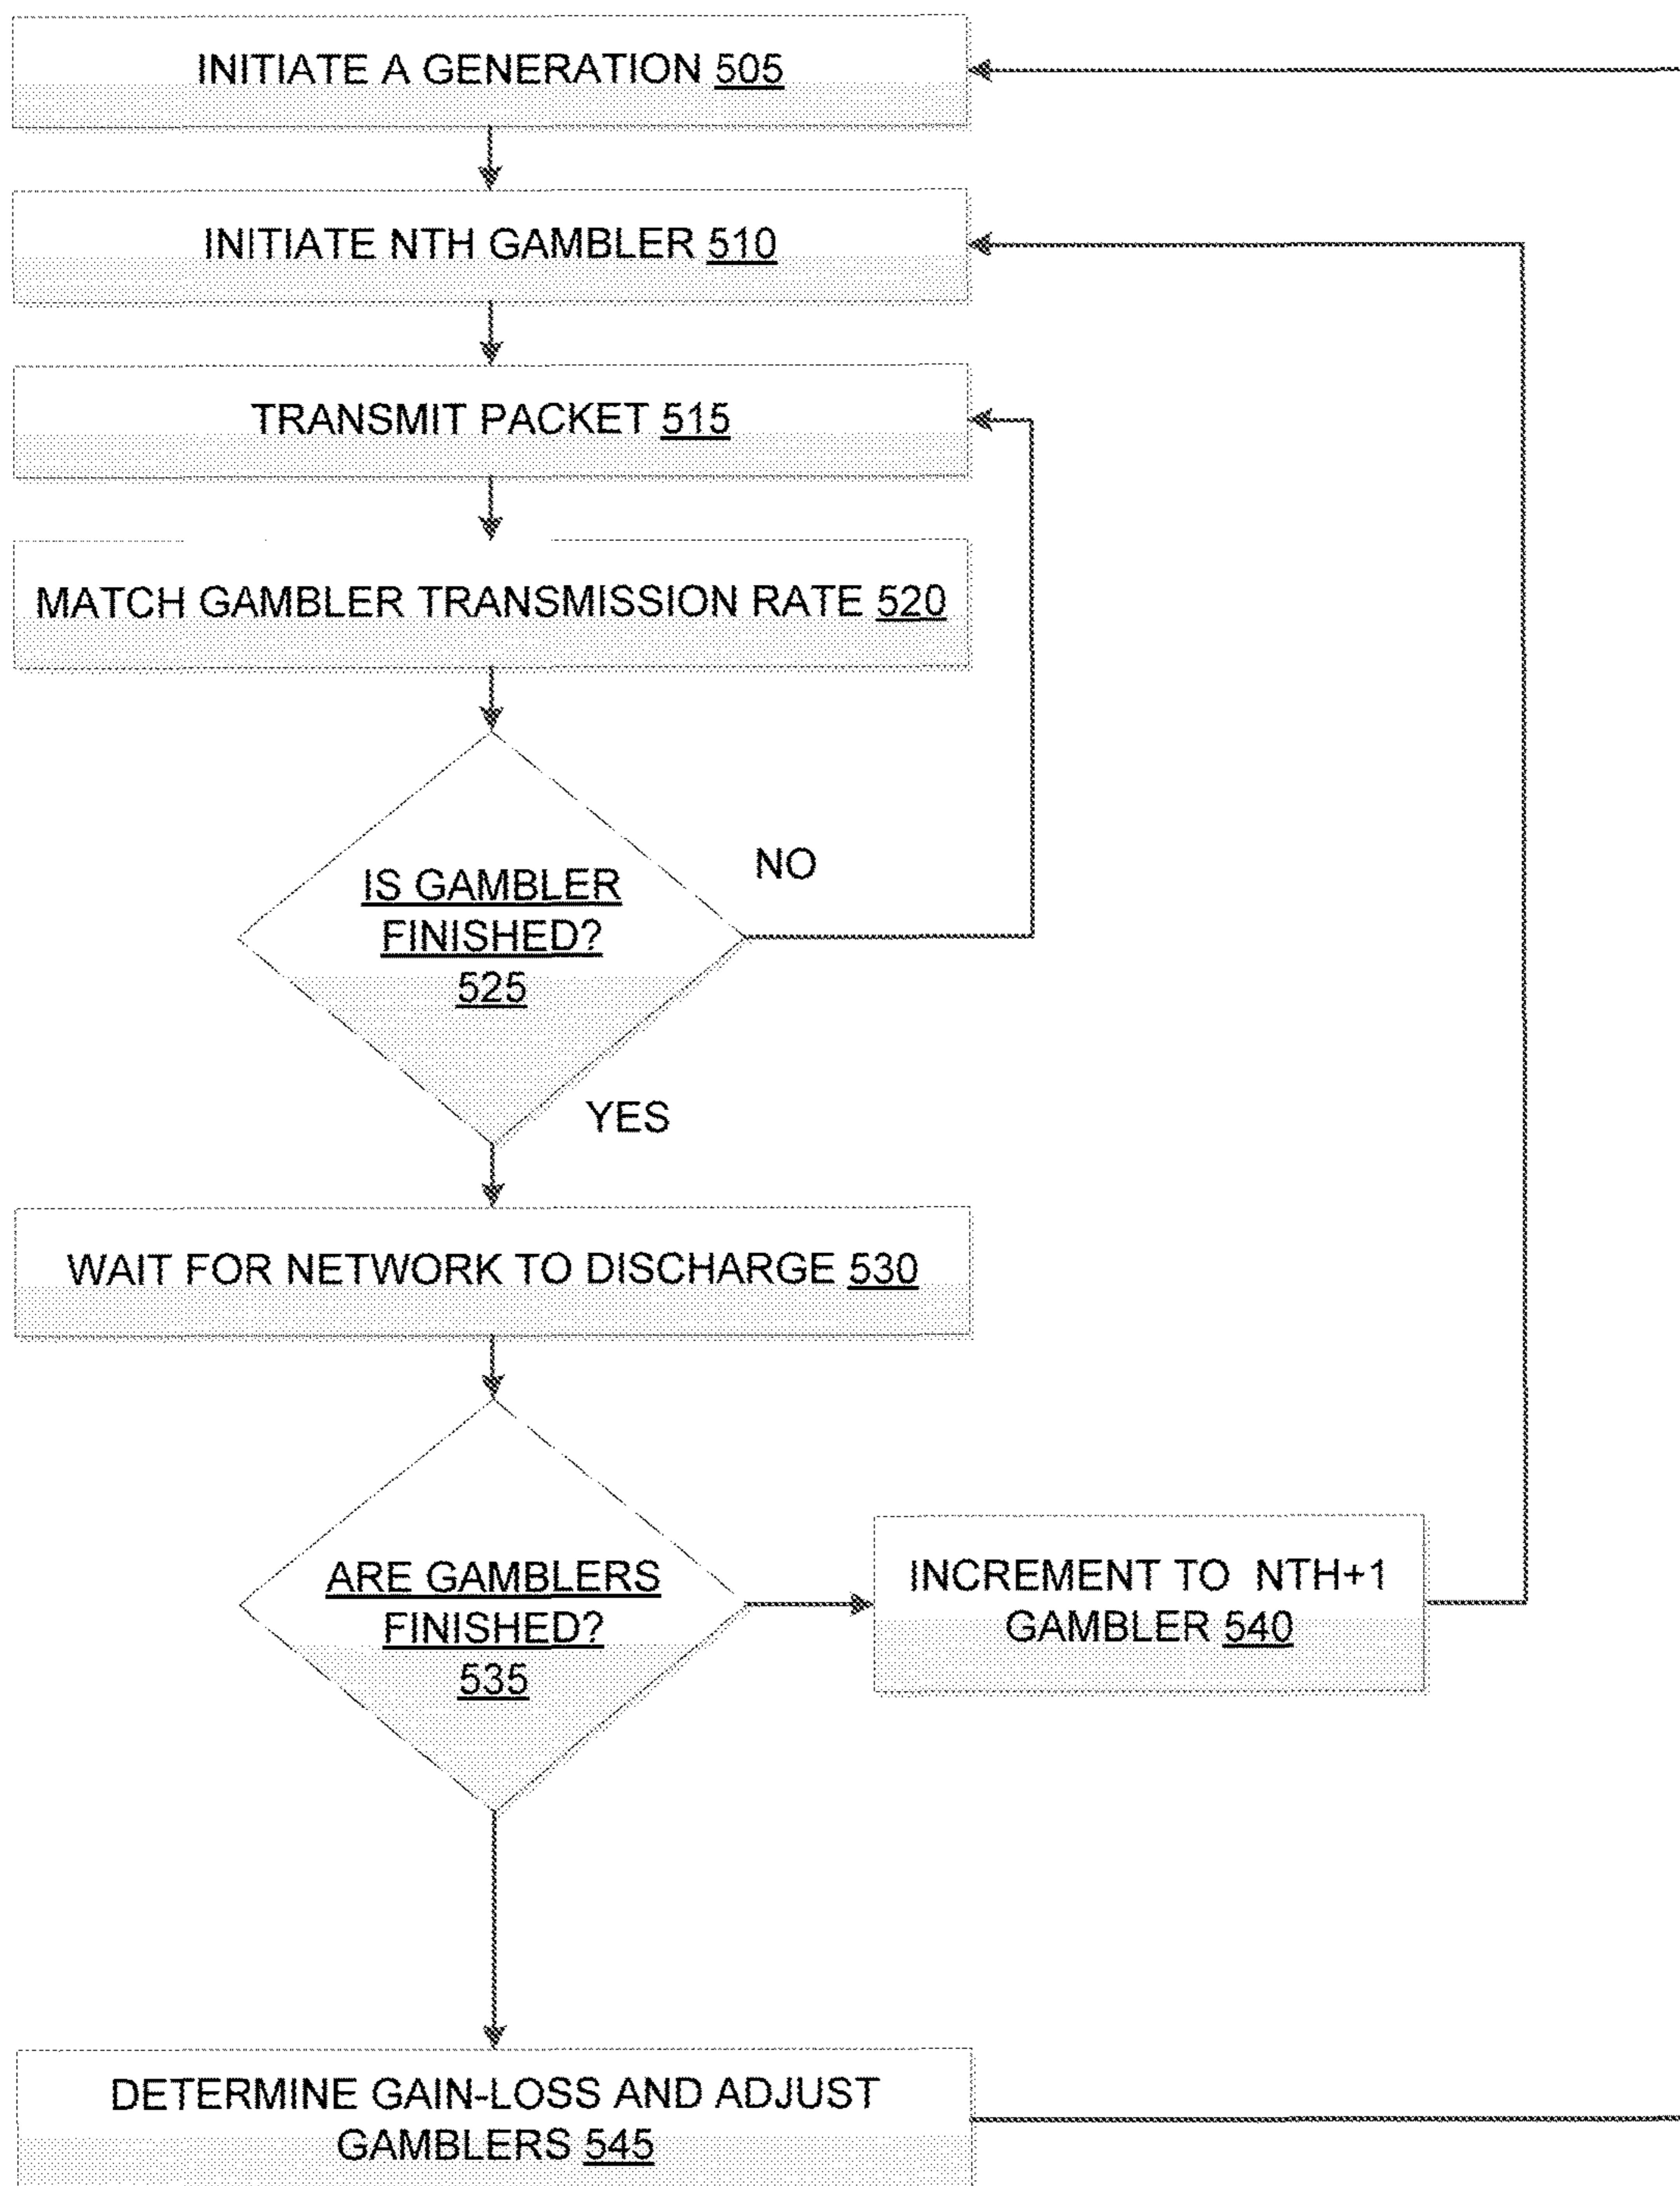 INITIATE A GENERATION 505
INITIATE NTH GAMBLER 510
TRANSMIT PACKET 515
MATCH GAMBLER TRANSMISSION RATE 520
IS GAMBLER
FINISHED?
525
NO
YES
WAIT FOR NETWORK TO DISCHARGE 530
ARE GAMBLERS
FINISHED?
535
INCREMENT TO NTH+1
GAMBLER 540
DETERMINE GAIN-LOSS AND ADJUST
GAMBLERS 545